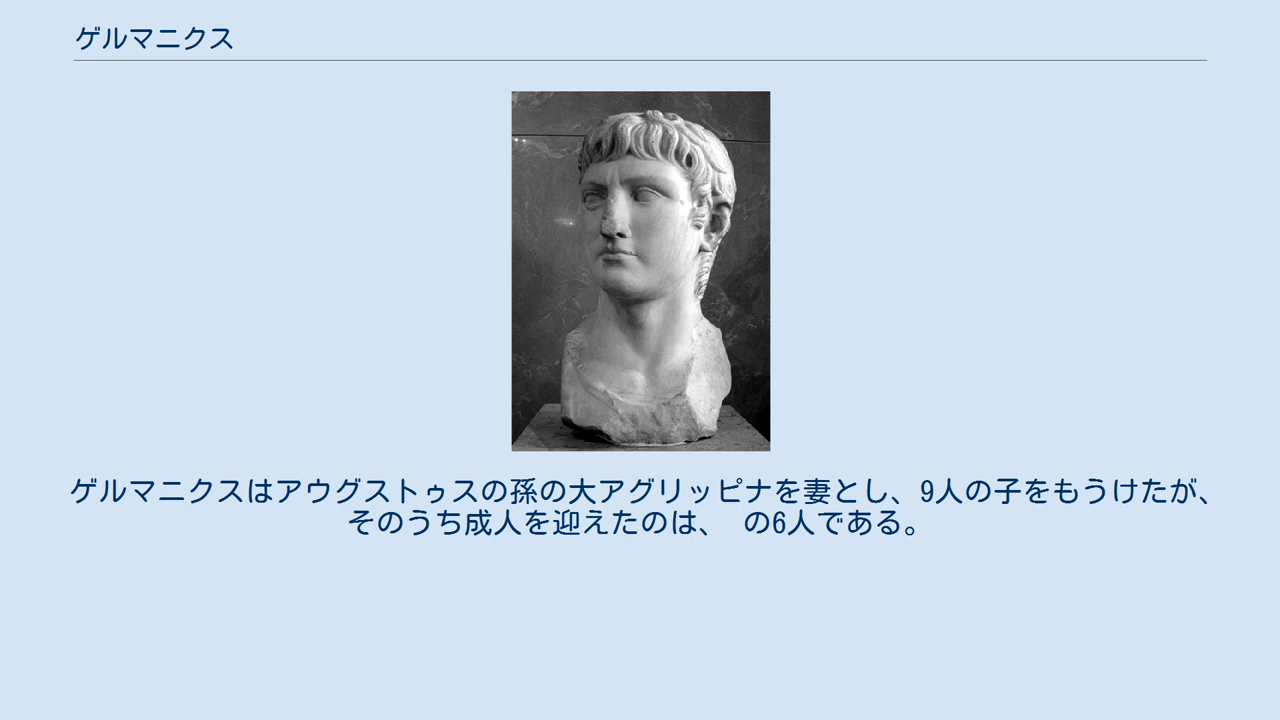 ゲルマニクス
ゲルマニクスはアウグストゥスの孫の大アグリッピナを妻とし、9人の子をもうけたが、
そのうち成人を迎えたのは、　の6人である。